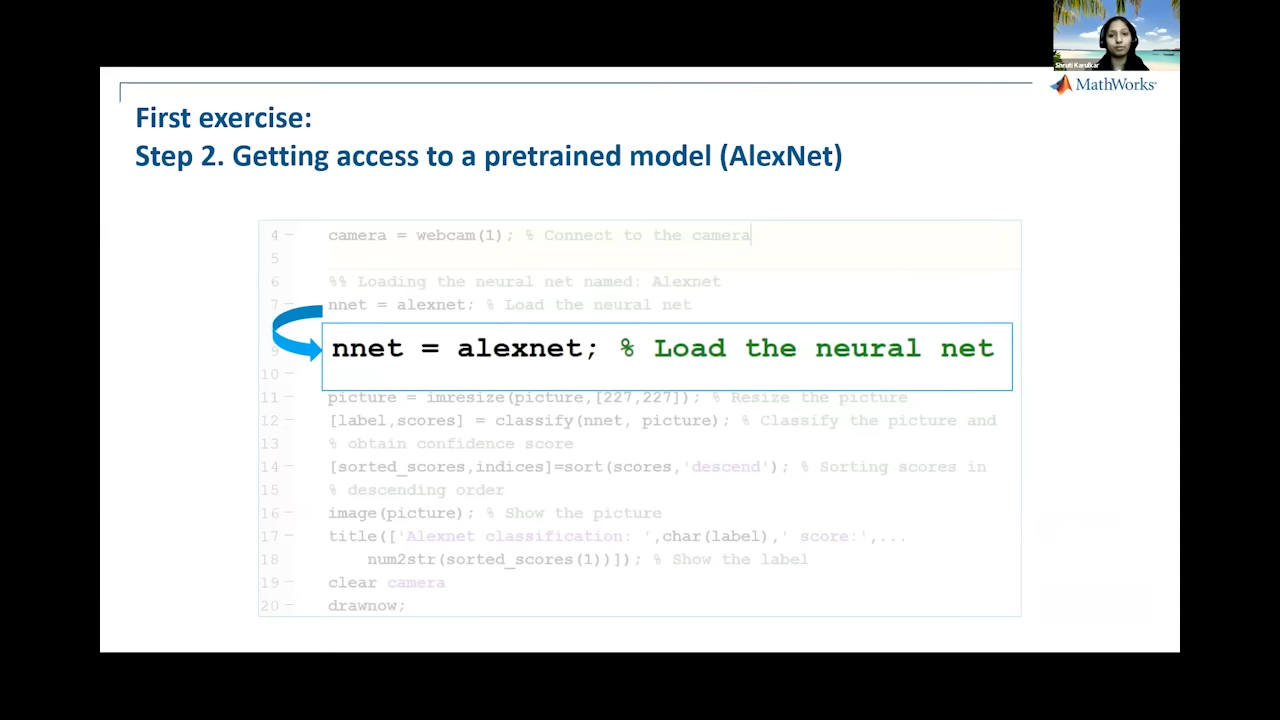 Shruti Karulkar
MathWorks®
First exercise:
Step 2. Getting access to a pretrained model (AlexNet)
4 – camera = webcam(1); % Connect to the camera
5
6 %% Loading the neural net named: Alexnet
7 – nnet = alexnet; % Load the neural net
nnet = alexnet; % Load the neural net
9
10
11 – picture = imresize(picture,[227,227]); % Resize the picture
12 – [label,scores] = classify(nnet, picture); % Classify the picture and
13 % obtain confidence score
14 – [sorted_scores,indices]=sort(scores,'descend'); % Sorting scores in
15 % descending order
16 – image(picture); % Show the picture
17 – title(['Alexnet classification: ',char(label),' score:',...
18 num2str(sorted_scores(1))]); % Show the label
19 – clear camera
20 – drawnow;